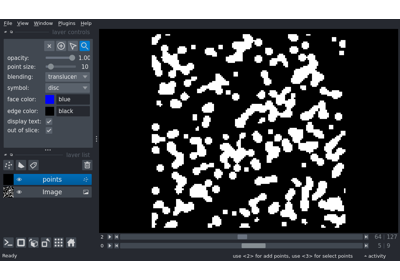 File View Window Plugins Help
layer controls
opacity: 1.00
point size: 10
blending: translucen
symbol: disc
face color: blue
edge color: black
display text:
out of slice:
layer list
points
Image
2 64 127
0 5 9
Ready use <2> for add points, use <3> for select points activity